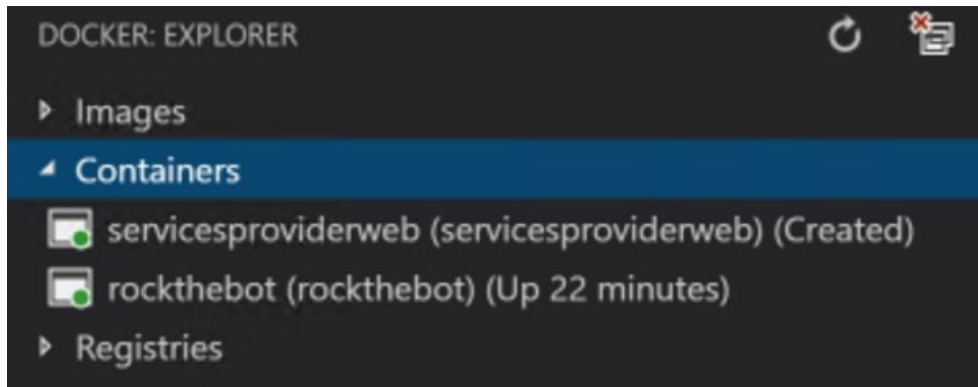 DOCKER: EXPLORER
Images
Containers
servicesproviderweb (servicesproviderweb) (Created)
rockthebot (rockthebot) (Up 22 minutes)
Registries